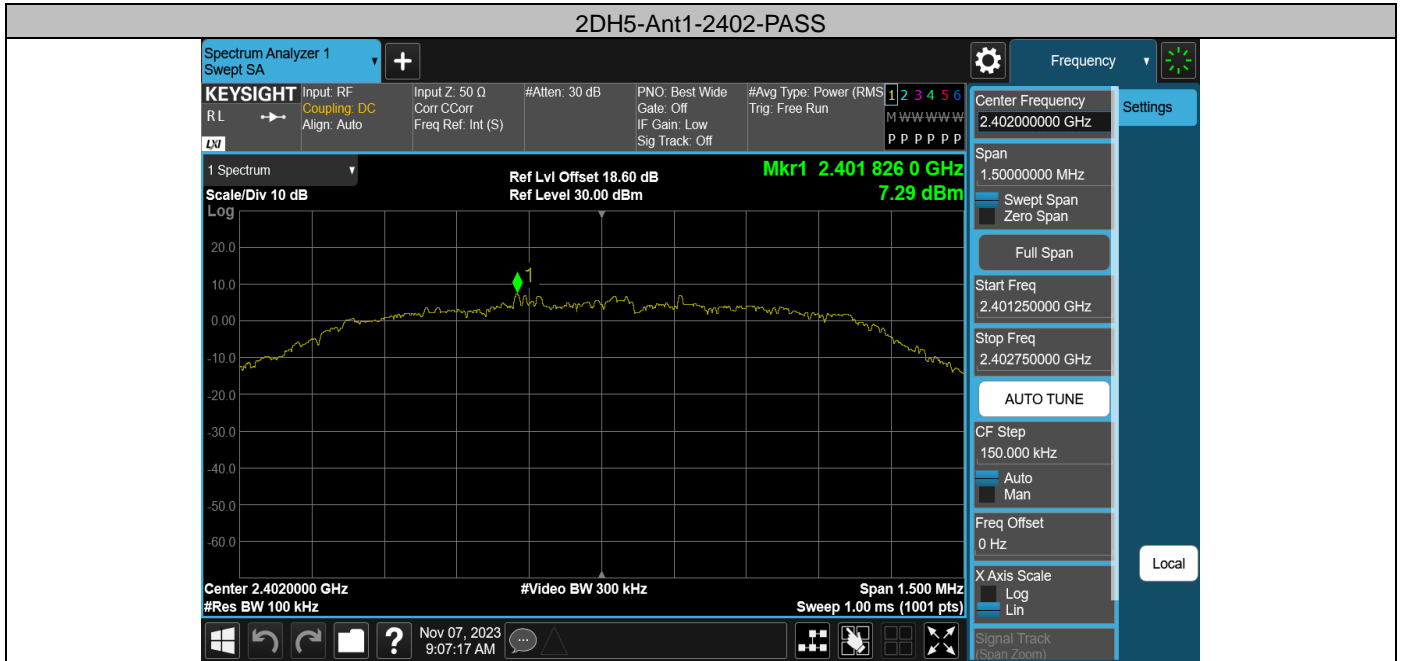 2DH5-Ant1-2402-PASS
Spectrum Analyzer 1
Swept SA
Frequency
KEYSIGHT
RL
LXI
Input: RF
Coupling: DC
Align: Auto
Input Z: 50 Ω
Corr CCorr
Freq Ref: Int (S)
#Atten: 30 dB
PNO: Best Wide
Gate: Off
IF Gain: Low
Sig Track: Off
#Avg Type: Power (RMS
Trig: Free Run
1 2 3 4 5 6
M W W W W W
P P P P P P
1 Spectrum
Scale/Div 10 dB
Ref Lvl Offset 18.60 dB
Ref Level 30.00 dBm
Mkr1 2.401 826 0 GHz
7.29 dBm
Log
20.0
10.0
0.00
-10.0
-20.0
-30.0
-40.0
-50.0
-60.0
1
Center 2.4020000 GHz
#Res BW 100 kHz
#Video BW 300 kHz
Span 1.500 MHz
Sweep 1.00 ms (1001 pts)
Center Frequency
2.402000000 GHz
Span
1.50000000 MHz
Swept Span
Zero Span
Full Span
Start Freq
2.401250000 GHz
Stop Freq
2.402750000 GHz
AUTO TUNE
CF Step
150.000 kHz
Auto
Man
Freq Offset
0 Hz
X Axis Scale
Log
Lin
Signal Track
(Span Zoom)
Settings
Local
Nov 07, 2023
9:07:17 AM